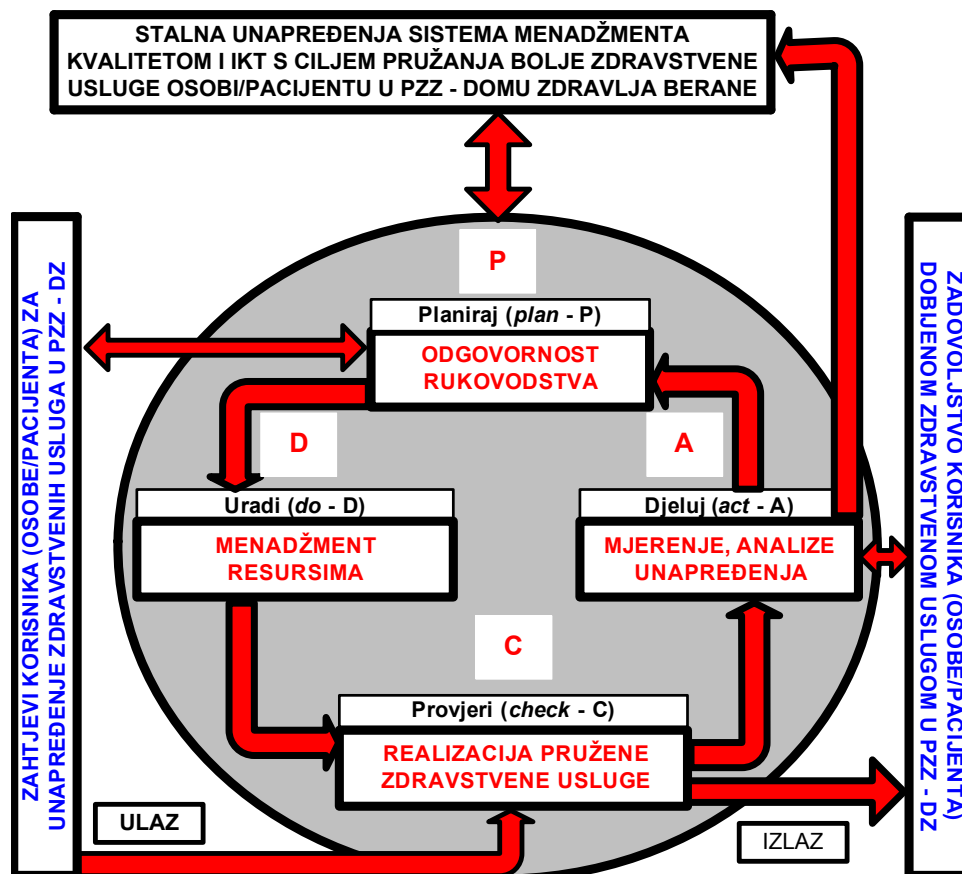 STALNA UNAPREĐENJA SISTEMA MENADŽMENTA
KVALITETOM I IKT S CILJEM PRUŽANJA BOLJE ZDRAVSTVENE
USLUGE OSOBI/PACIJENTU U PZZ - DOMU ZDRAVLJA BERANE
ZAHTJEVI KORISNIKA (OSOBE/PACIJENTA) ZA
UNAPREĐENJE ZDRAVSTVENIH USLUGA U PZZ - DZ
P
Planiraj (plan - P)
ODGOVORNOST
RUKOVODSTVA
D
A
Uradi (do - D)
MENADŽMENT
RESURSIMA
Djeluj (act - A)
MJERENJE, ANALIZE
UNAPREĐENJA
C
Provjeri (check - C)
REALIZACIJA PRUŽENE
ZDRAVSTVENE USLUGE
ULAZ
IZLAZ
ZADOVOLJSTVO KORISNIKA (OSOBE/PACIJENTA)
DOBIJENOM ZDRAVSTVENOM USLUGOM U PZZ - DZ